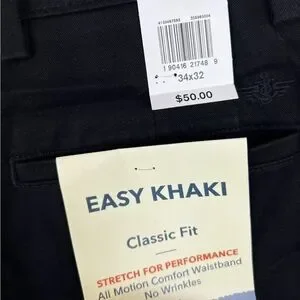 1 90416 21748 9
34x32
$50.00
EASY KHAKI
Classic Fit
STRETCH FOR PERFORMANCE
All Motion Comfort Waistband
No Wrinkles